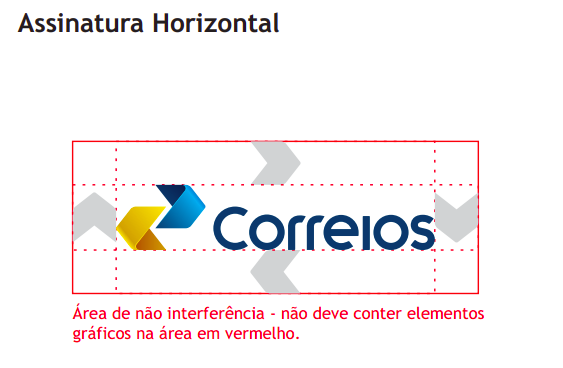 Assinatura Horizontal
Correios
Área de não interferência - não deve conter elementos
gráficos na área em vermelho.